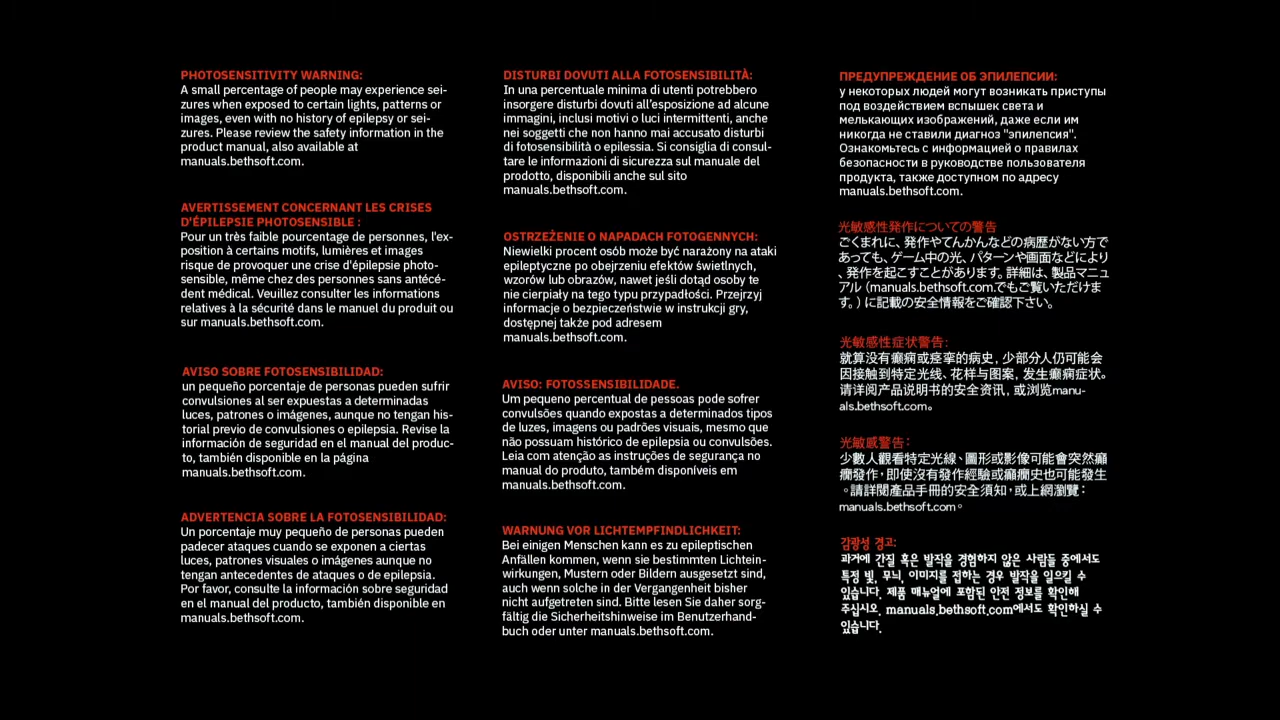 PHOTOSENSITIVITY WARNING:
A small percentage of people may experience sei-
zures when exposed to certain lights, patterns or
images, even with no history of epilepsy or sei-
zures. Please review the safety information in the
product manual, also available at
manuals.bethsoft.com.
AVERTISSEMENT CONCERNANT LES CRISES
D'ÉPILEPSIE PHOTOSENSIBLE :
Pour un très faible pourcentage de personnes, l'ex-
position à certains motifs, lumières et images
risque de provoquer une crise d'épilepsie photo-
sensible, même chez des personnes sans antécé-
dent médical. Veuillez consulter les informations
relatives à la sécurité dans le manuel du produit ou
sur manuals.bethsoft.com.
AVISO SOBRE FOTOSENSIBILIDAD:
un pequeño porcentaje de personas pueden sufrir
convulsiones al ser expuestas a determinadas
luces, patrones o imágenes, aunque no tengan his-
torial previo de convulsiones o epilepsia. Revise la
información de seguridad en el manual del produc-
to, también disponible en la página
manuals.bethsoft.com.
ADVERTENCIA SOBRE LA FOTOSENSIBILIDAD:
Un porcentaje muy pequeño de personas pueden
padecer ataques cuando se exponen a ciertas
luces, patrones visuales o imágenes aunque no
tengan antecedentes de ataques o de epilepsia.
Por favor, consulte la información sobre seguridad
en el manual del producto, también disponible en
manuals.bethsoft.com.
DISTURBI DOVUTI ALLA FOTOSENSIBILITÀ:
In una percentuale minima di utenti potrebbero
insorgere disturbi dovuti all'esposizione ad alcune
immagini, inclusi motivi o luci intermittenti, anche
nei soggetti che non hanno mai accusato disturbi
di fotosensibilità o epilessia. Si consiglia di consul-
tare le informazioni di sicurezza sul manuale del
prodotto, disponibili anche sul sito
manuals.bethsoft.com.
OSTRZEŻENIE O NAPADACH FOTOGENNYCH:
Niewielki procent osób może być narażony na ataki
epileptyczne po obejrzeniu efektów świetlnych,
wzorów lub obrazów, nawet jeśli dotąd osoby te
nie cierpiały na tego typu przypadłości. Przejrzyj
informacje o bezpieczeństwie w instrukcji gry,
dostępnej także pod adresem
manuals.bethsoft.com.
AVISO: FOTOSSENSIBILIDADE.
Um pequeno percentual de pessoas pode sofrer
convulsões quando expostas a determinados tipos
de luzes, imagens ou padrões visuais, mesmo que
não possuam histórico de epilepsia ou convulsões.
Leia com atenção as instruções de segurança no
manual do produto, também disponíveis em
manuals.bethsoft.com.
WARNUNG VOR LICHTEMPFINDLICHKEIT:
Bei einigen Menschen kann es zu epileptischen
Anfällen kommen, wenn sie bestimmten Lichtein-
wirkungen, Mustern oder Bildern ausgesetzt sind,
auch wenn solche in der Vergangenheit bisher
nicht aufgetreten sind. Bitte lesen Sie daher sorg-
fältig die Sicherheitshinweise im Benutzerhand-
buch oder unter manuals.bethsoft.com.
ПРЕДУПРЕЖДЕНИЕ ОБ ЭПИЛЕПСИИ:
у некоторых людей могут возникать приступы
под воздействием вспышек света и
мелькающих изображений, даже если им
никогда не ставили диагноз "эпилепсия".
Ознакомьтесь с информацией о правилах
безопасности в руководстве пользователя
продукта, также доступном по адресу
manuals.bethsoft.com.
光敏感性発作についての警告
ごくまれに、発作やてんかんなどの病歴がない方で
あっても、ゲーム中の光、パターンや画面などにより
、発作を起こすことがあります。詳細は、製品マニュ
アル（manuals.bethsoft.comでもご覧いただけま
す。）に記載の安全情報をご確認下さい。
光敏感性症状警告：
就算没有癫痫或痉挛的病史，少部分人仍可能会
因接触到特定光线、花样与图案，发生癫痫症状。
请详阅产品说明书的安全资讯，或浏览manu-
als.bethsoft.com。
光敏感警告：
少數人觀看特定光線、圖形或影像可能會突然癲
癇發作，即使沒有發作經驗或癲癇史也可能發生
。請詳閱產品手冊的安全須知，或上網瀏覽：
manuals.bethsoft.com。
감광성 경고:
과거에 간질 혹은 발작을 경험하지 않은 사람들 중에서도
특정 빛, 무늬, 이미지를 접하는 경우 발작을 일으킬 수
있습니다. 제품 매뉴얼에 포함된 안전 정보를 확인해
주십시오. manuals.bethsoft.com에서도 확인하실 수
있습니다.